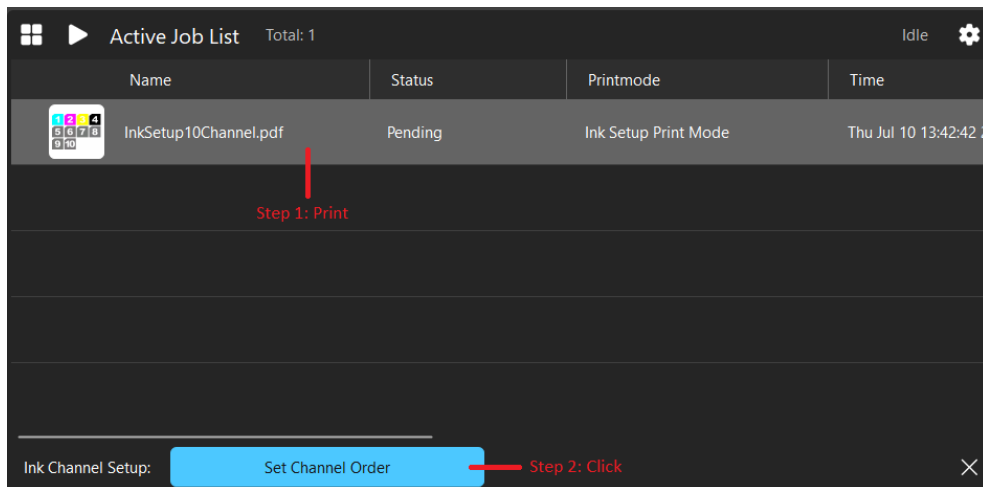 Active Job List Total: 1 Idle
Name Status Printmode Time
1 2 3 4
5 6 7 8
9 10
InkSetup10Channel.pdf Pending Ink Setup Print Mode Thu Jul 10 13:42:42
Step 1: Print
Ink Channel Setup: Set Channel Order Step 2: Click